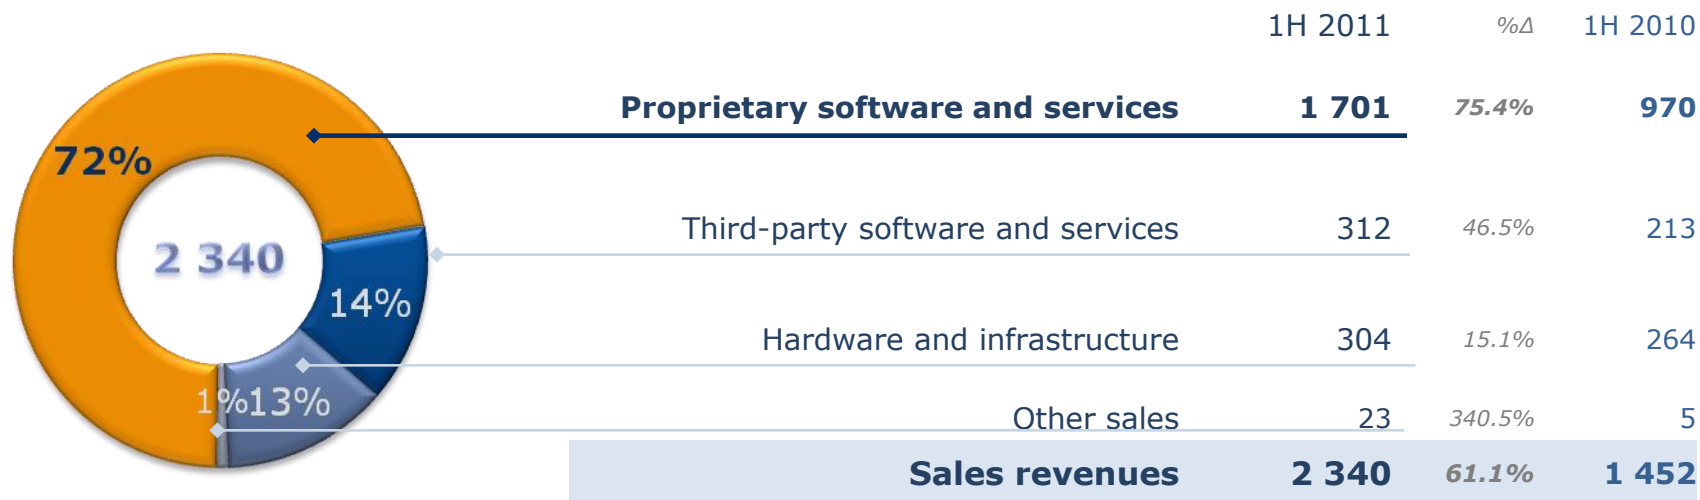 1H 2011 %Δ 1H 2010
Proprietary software and services 1 701 75.4% 970
72%
Third-party software and services 312 46.5% 213
2 340
14%
Hardware and infrastructure 304 15.1% 264
1% 13%
Other sales 23 340.5% 5
Sales revenues 2 340 61.1% 1 452